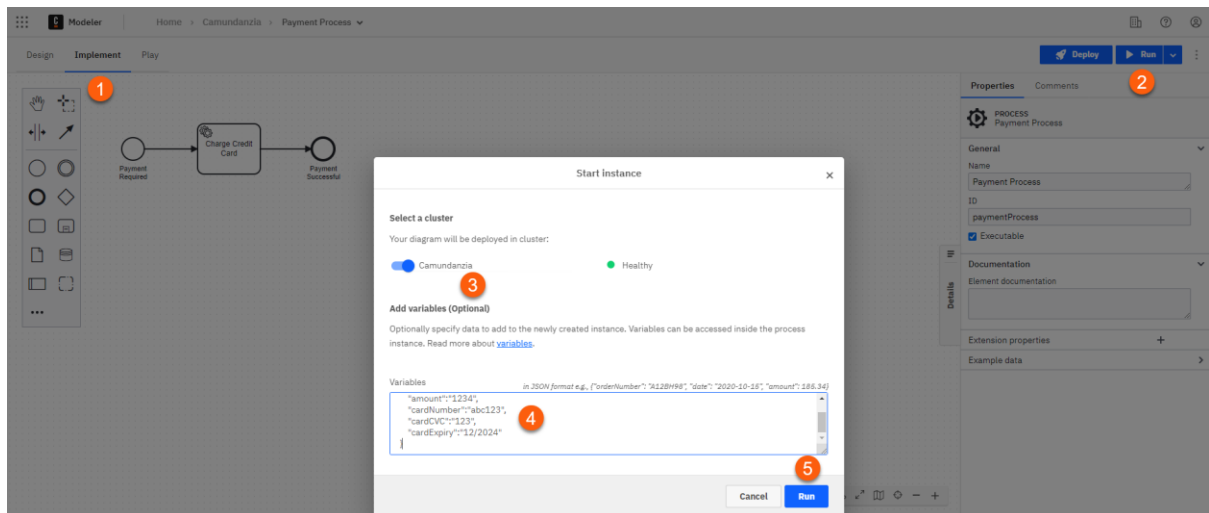 Modeler
Home > Camundanzia > Payment Process
Design Implement Play
Deploy
Run
1
2
Properties Comments
PROCESS
Payment Process
General
Name
Payment Process
ID
paymentProcess
Executable
Documentation
Element documentation
Extension properties +
Example data
Details
Payment
Required
Charge Credit
Card
Payment
Successful
Start instance
Select a cluster
Your diagram will be deployed in cluster:
Camundanzia
Healthy
3
Add variables (Optional)
Optionally specify data to add to the newly created instance. Variables can be accessed inside the process
instance. Read more about variables.
Variables
in JSON format e.g., {"orderNumber": "A12BH98", "date": "2020-10-15", "amount": 185.34}
"amount":"1234",
"cardNumber":"abc123",
"cardCVC":"123",
"cardExpiry":"12/2024"
}
4
5
Cancel Run